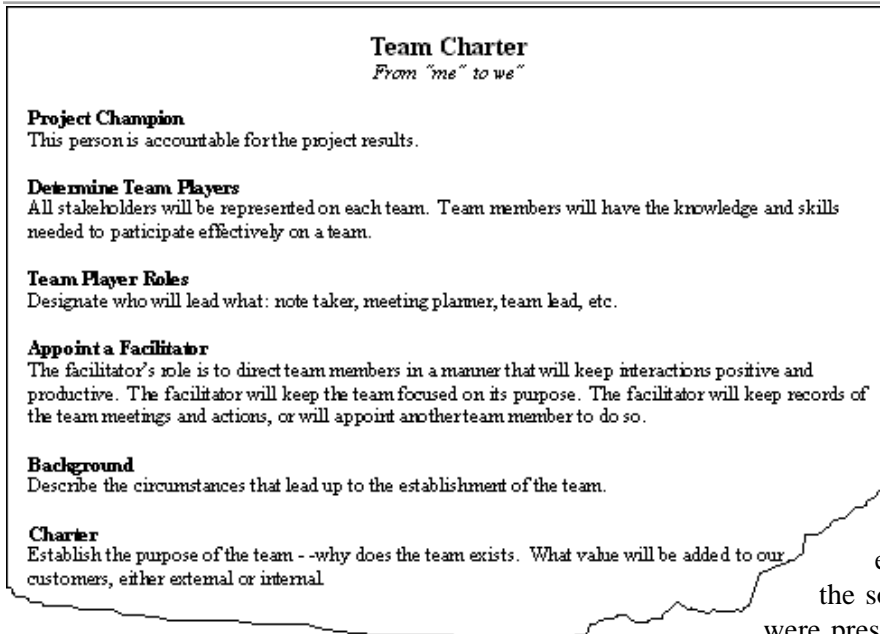 Team Charter
From "me" to we"
Project Champion
This person is accountable for the project results.
Determine Team Players
All stakeholders will be represented on each team. Team members will have the knowledge and skills
needed to participate effectively on a team.
Team Player Roles
Designate who will lead what: note taker, meeting planner, team lead, etc.
Appoint a Facilitator
The facilitator's role is to direct team members in a manner that will keep interactions positive and
productive. The facilitator will keep the team focused on its purpose. The facilitator will keep records of
the team meetings and actions, or will appoint another team member to do so.
Background
Describe the circumstances that lead up to the establishment of the team.
Charter
Establish the purpose of the team - -why does the team exists. What value will be added to our
customers, either external or internal
the
were